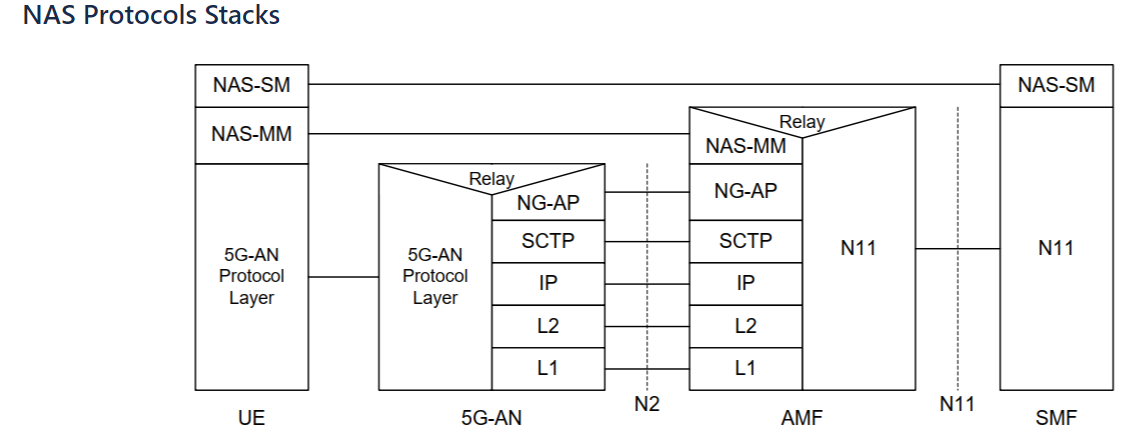 NAS Protocols Stacks
NAS-SM
NAS-SM
NAS-MM
Relay
NAS-MM
Relay
NG-AP
NG-AP
5G-AN
Protocol
Layer
5G-AN
Protocol
Layer
SCTP
SCTP
N11
N11
IP
IP
L2
L2
L1
L1
N2
N11
UE
5G-AN
AMF
SMF